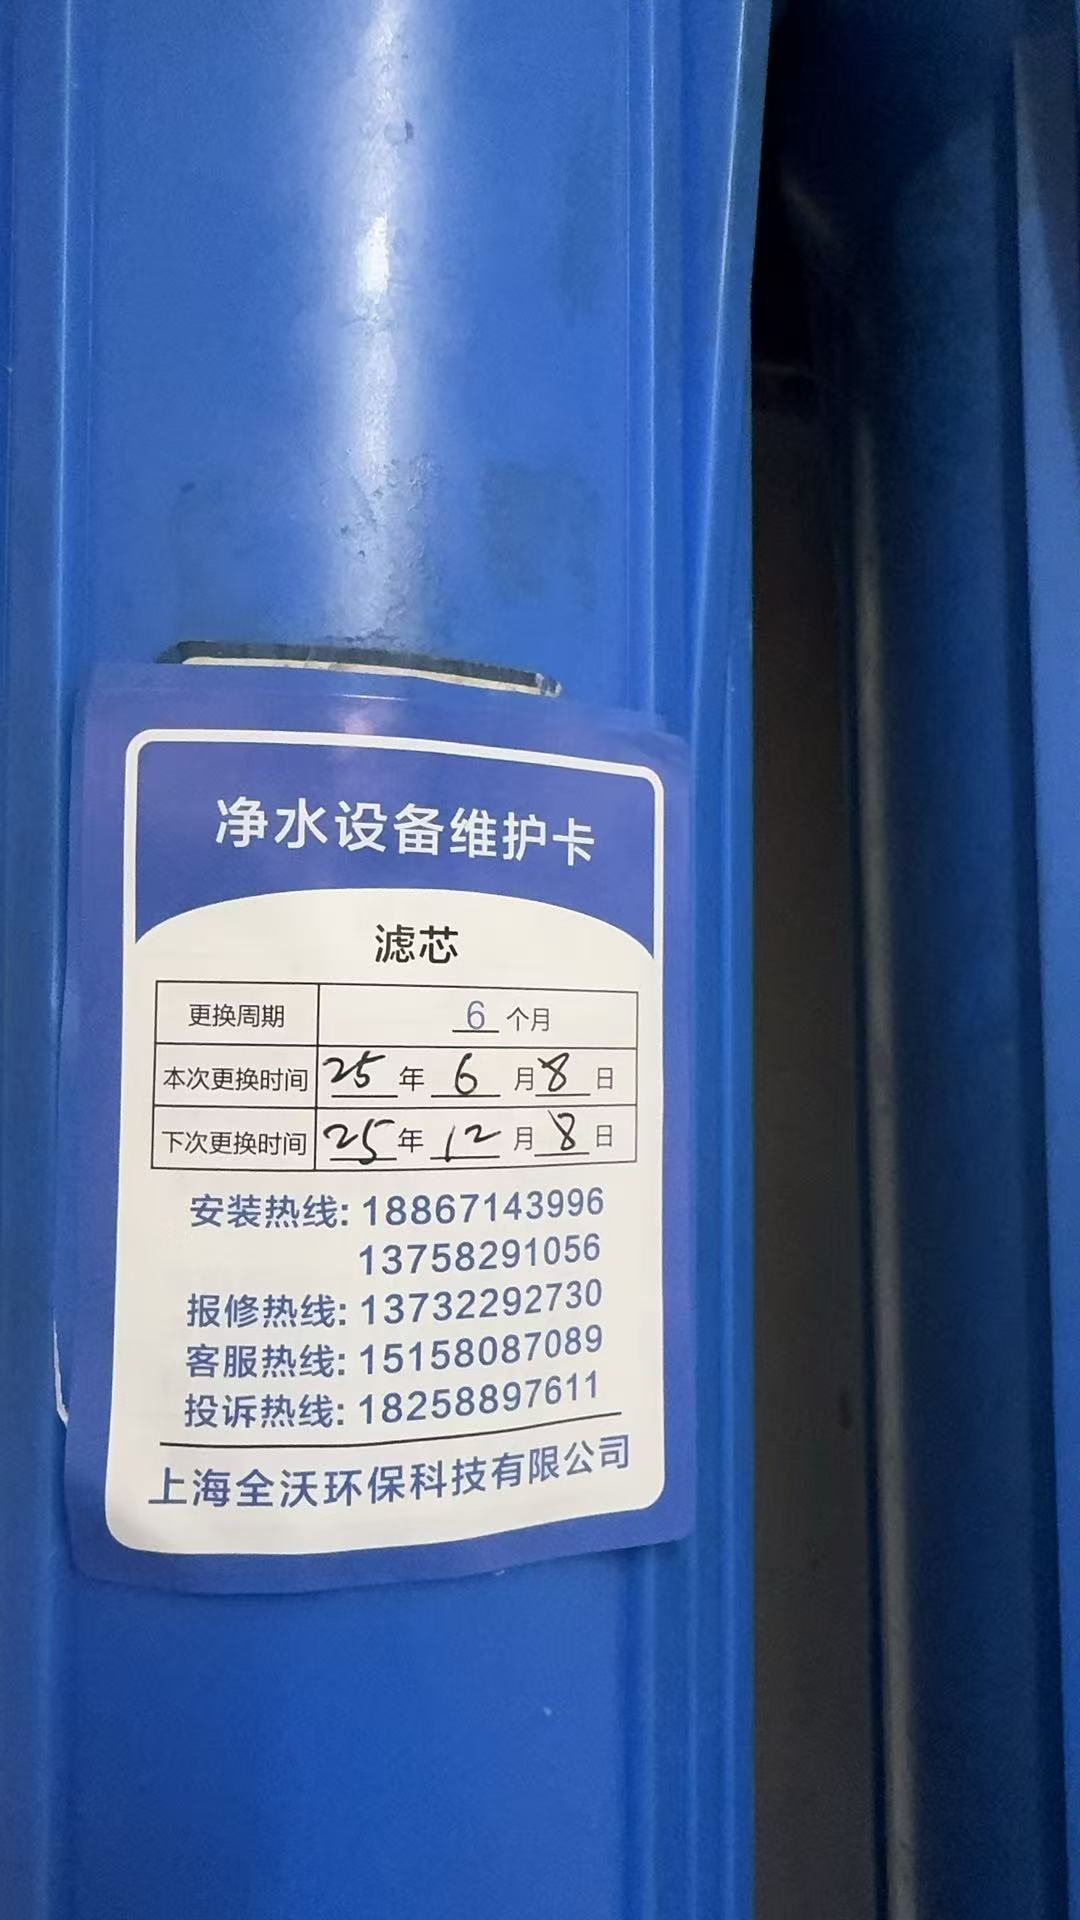 净水设备维护卡
滤芯
更换周期 6 个月
本次更换时间 25 年 6 月 8 日
下次更换时间 25 年 12 月 8 日
安装热线: 18867143996
13758291056
报修热线: 13732292730
客服热线: 15158087089
投诉热线: 18258897611
上海全沃环保科技有限公司